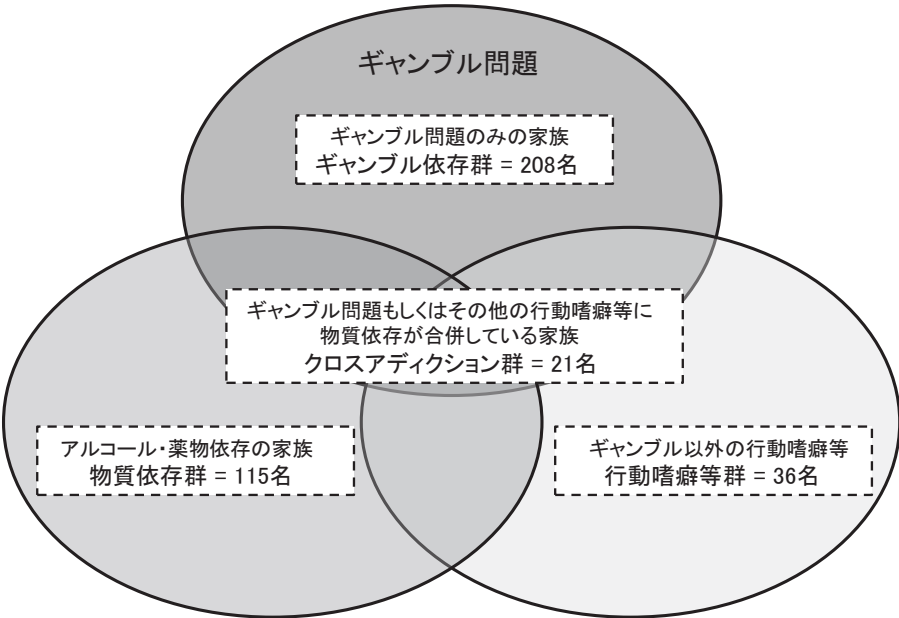 ギャンブル問題
ギャンブル問題のみの家族
ギャンブル依存群 = 208名
ギャンブル問題もしくはその他の行動嗜癖等に
物質依存が合併している家族
クロスアディクション群 = 21名
アルコール・薬物依存の家族
物質依存群 = 115名
ギャンブル以外の行動嗜癖等
行動嗜癖等群 = 36名